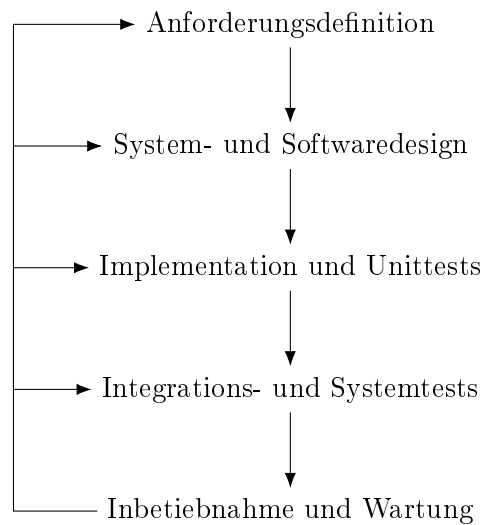 Anforderungsdefinition
System- und Softwaredesign
Implementation und Unittests
Integrations- und Systemtests
Inbetiebnahme und Wartung